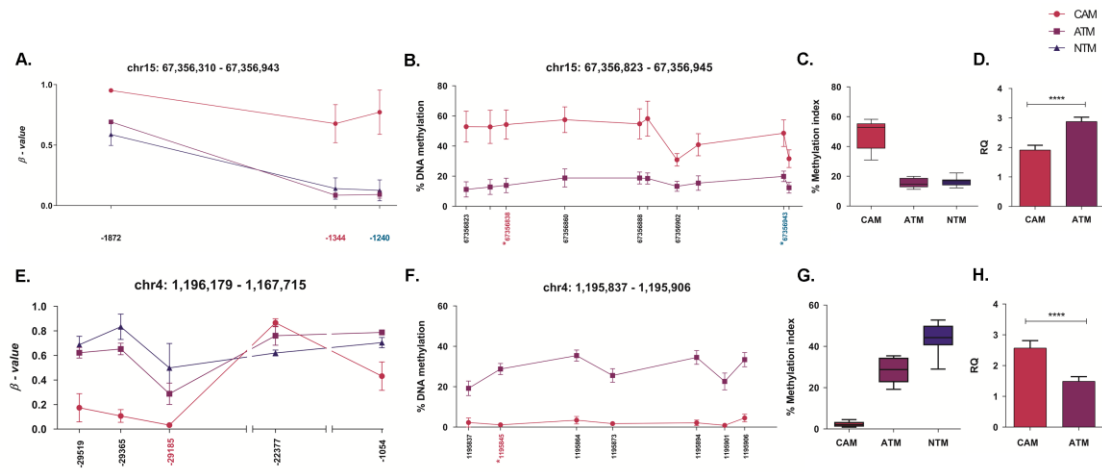 CAM
ATM
NTM
A.
chr15: 67,356,310 - 67,356,943
β - value
1.0
0.5
0.0
-1872
-1344
-1240
B.
chr15: 67,356,823 - 67,356,945
% DNA methylation
80
60
40
20
0
67356823
*67356838
67356860
67356888
67356902
*67356943
C.
% Methylation index
80
60
40
20
0
CAM
ATM
NTM
D.
RQ
4
3
2
1
0
****
CAM
ATM
E.
chr4: 1,196,179 - 1,167,715
β - value
1.0
0.8
0.6
0.4
0.2
0.0
-29519
-29365
-29185
-22377
-1054
F.
chr4: 1,195,837 - 1,195,906
% DNA methylation
60
40
20
0
1195837
*1195845
1195864
1195873
1195894
1195901
1195906
G.
% Methylation index
60
40
20
0
CAM
ATM
NTM
H.
RQ
4
3
2
1
0
****
CAM
ATM